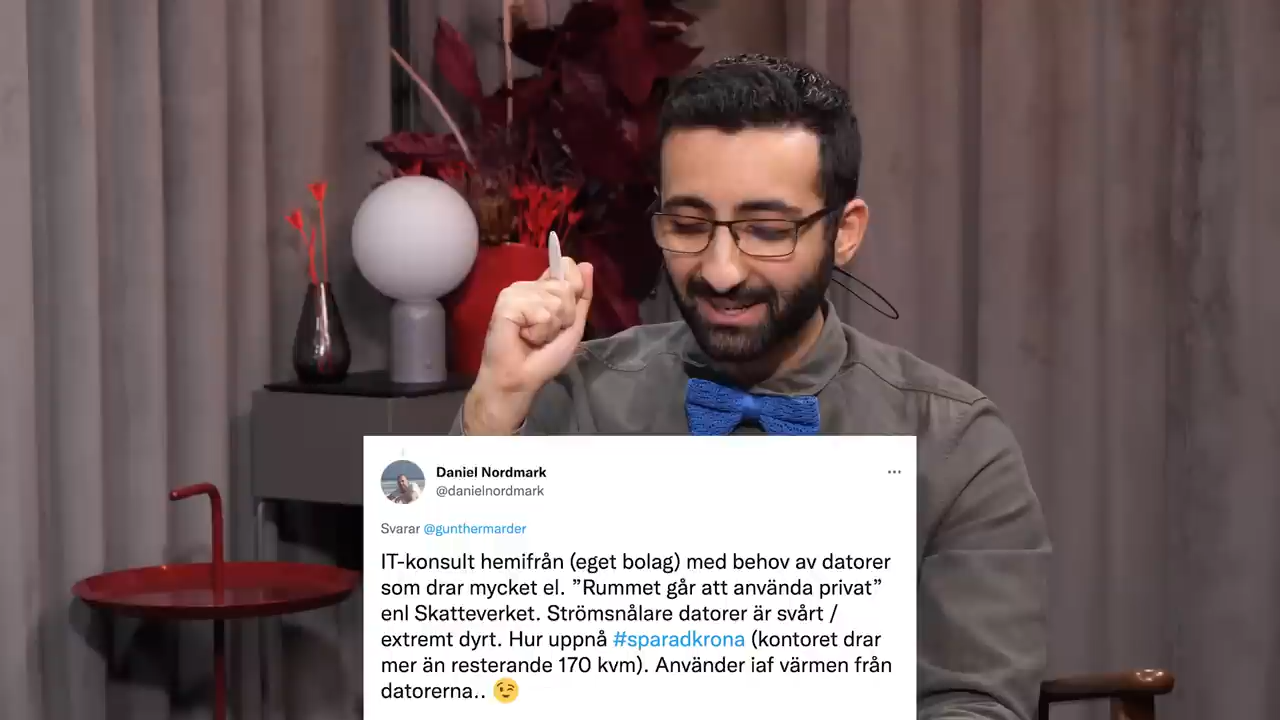 Daniel Nordmark
@danielnordmark
Svarar @gunthermarder
IT-konsult hemifrån (eget bolag) med behov av datorer
som drar mycket el. ”Rummet går att använda privat”
enl Skatteverket. Strömsnålare datorer är svårt /
extremt dyrt. Hur uppnå #sparadkrona (kontoret drar
mer än resterande 170 kvm). Använder iaf värmen från
datorerna.. 😉